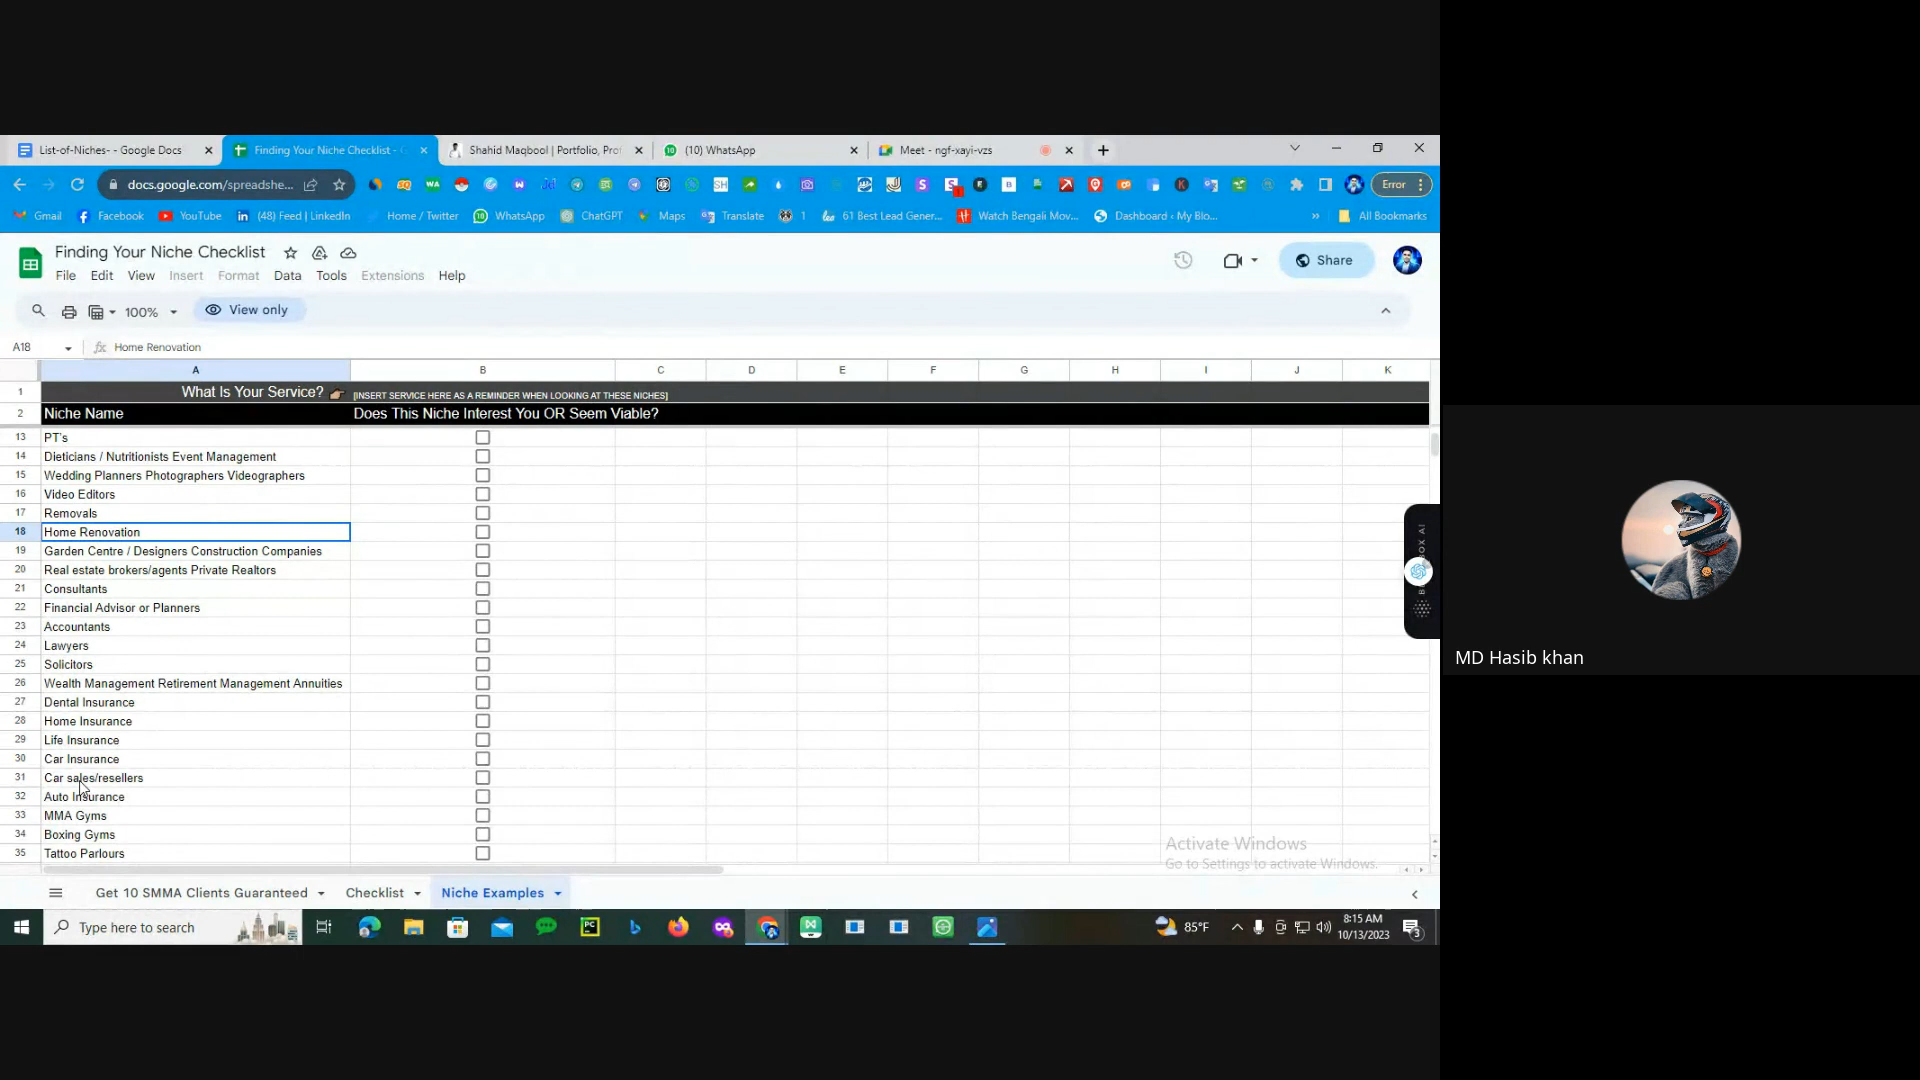 List-of-Niches- - Google Docs
Finding Your Niche Checklist -
Shahid Maqbool | Portfolio, Pro
(10) WhatsApp
Meet - ngf-xayi-vzs
docs.google.com/spreadshe...
Error
Gmail
Facebook
YouTube
(48) Feed | LinkedIn
Home / Twitter
WhatsApp
ChatGPT
Maps
Translate
1
61 Best Lead Gener...
Watch Bengali Mov...
Dashboard ‹ My Blo...
»
All Bookmarks
Finding Your Niche Checklist
File Edit View Insert Format Data Tools Extensions Help
Share
100%
View only
A18
fx Home Renovation
A B C D E F G H I J K
1 What Is Your Service? [INSERT SERVICE HERE AS A REMINDER WHEN LOOKING AT THESE NICHES]
2 Niche Name Does This Niche Interest You OR Seem Viable?
13 PT's
14 Dieticians / Nutritionists Event Management
15 Wedding Planners Photographers Videographers
16 Video Editors
17 Removals
18 Home Renovation
19 Garden Centre / Designers Construction Companies
20 Real estate brokers/agents Private Realtors
21 Consultants
22 Financial Advisor or Planners
23 Accountants
24 Lawyers
25 Solicitors
26 Wealth Management Retirement Management Annuities
27 Dental Insurance
28 Home Insurance
29 Life Insurance
30 Car Insurance
31 Car sales/resellers
32 Auto Insurance
33 MMA Gyms
34 Boxing Gyms
35 Tattoo Parlours
MD Hasib khan
Activate Windows
Go to Settings to activate Windows.
Get 10 SMMA Clients Guaranteed
Checklist
Niche Examples
Type here to search
85°F
8:15 AM
10/13/2023
3